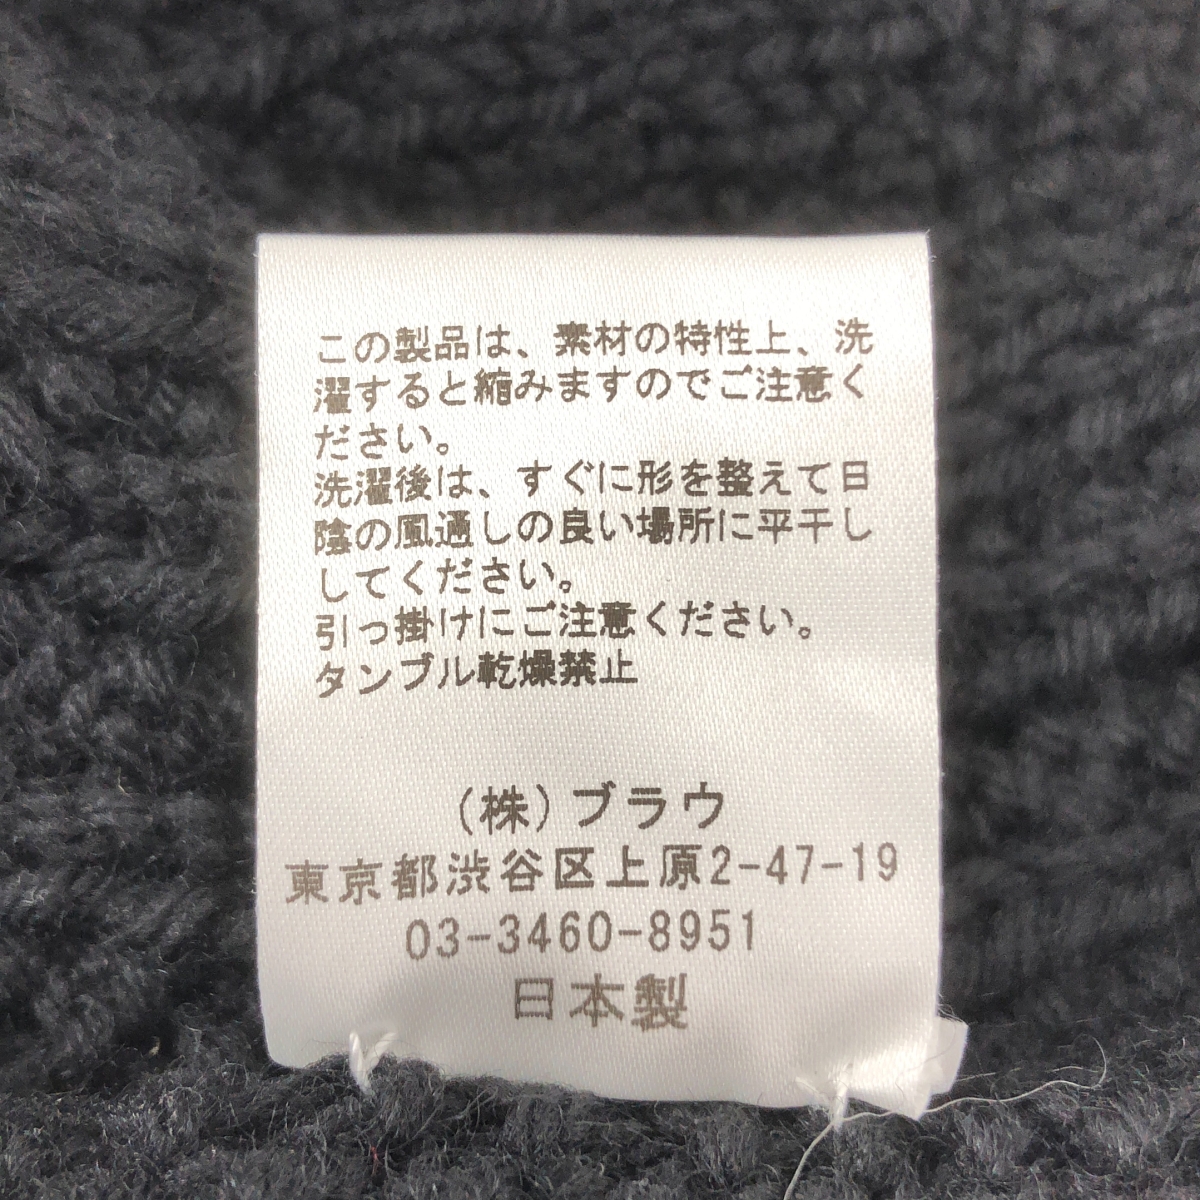 この製品は、素材の特性上、洗
濯すると縮みますのでご注意く
ださい。
洗濯後は、すぐに形を整えて日
陰の風通しの良い場所に平干し
してください。
引っ掛けにご注意ください。
タンブル乾燥禁止
(株)ブラウ
東京都渋谷区上原2-47-19
03-3460-8951
日本製